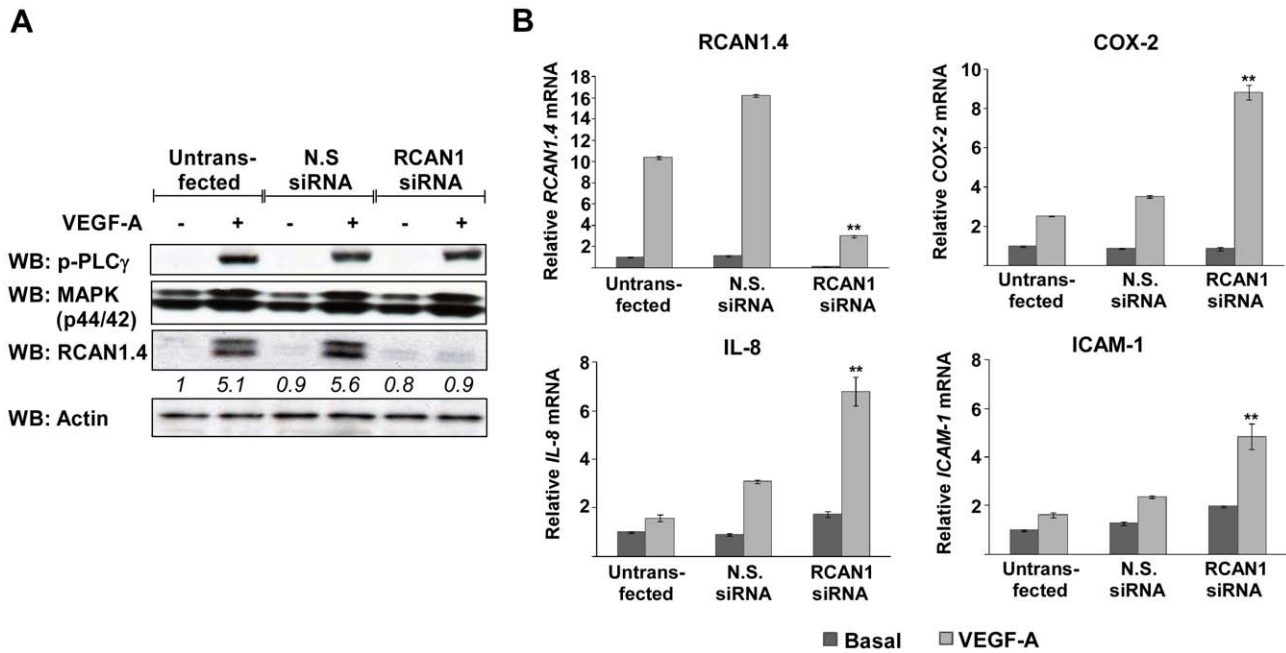 A
Untrans-
fected
N.S
siRNA
RCAN1
siRNA
VEGF-A - + - + - +
WB: p-PLCγ
WB: MAPK
(p44/42)
WB: RCAN1.4
1 5.1 0.9 5.6 0.8 0.9
WB: Actin
B
RCAN1.4
Relative RCAN1.4 mRNA
18
16
14
12
10
8
6
4
2
**
Untrans-
fected
N.S.
siRNA
RCAN1
siRNA
COX-2
Relative COX-2 mRNA
10
8
6
4
2
**
Untrans-
fected
N.S.
siRNA
RCAN1
siRNA
IL-8
Relative IL-8 mRNA
8
6
4
2
**
Untrans-
fected
N.S.
siRNA
RCAN1
siRNA
ICAM-1
Relative ICAM-1 mRNA
8
6
4
2
**
Untrans-
fected
N.S.
siRNA
RCAN1
siRNA
Basal VEGF-A